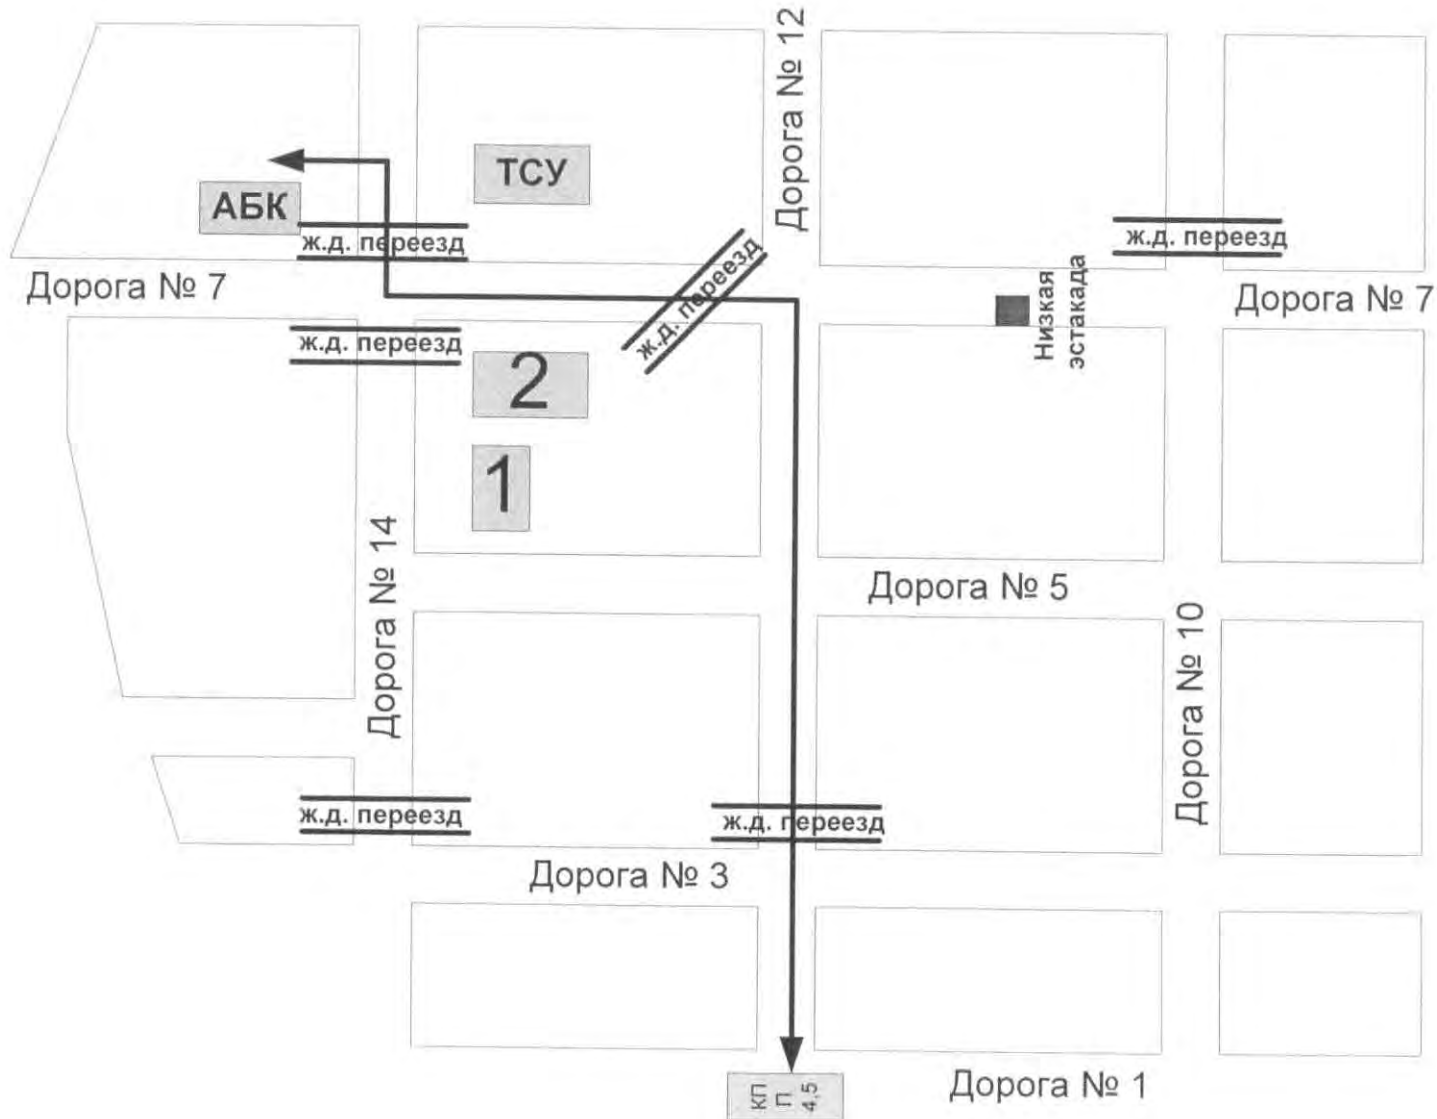 Дорога № 12
ТСУ
АБК
ж.д. переезд
ж.д. переезд
ж.д. переезд
Дорога № 7
Низкая
эстакада
Дорога № 7
ж.д. переезд
2
1
Дорога № 14
Дорога № 5
Дорога № 10
ж.д. переезд
ж.д. переезд
Дорога № 3
КП
П
4,5
Дорога № 1